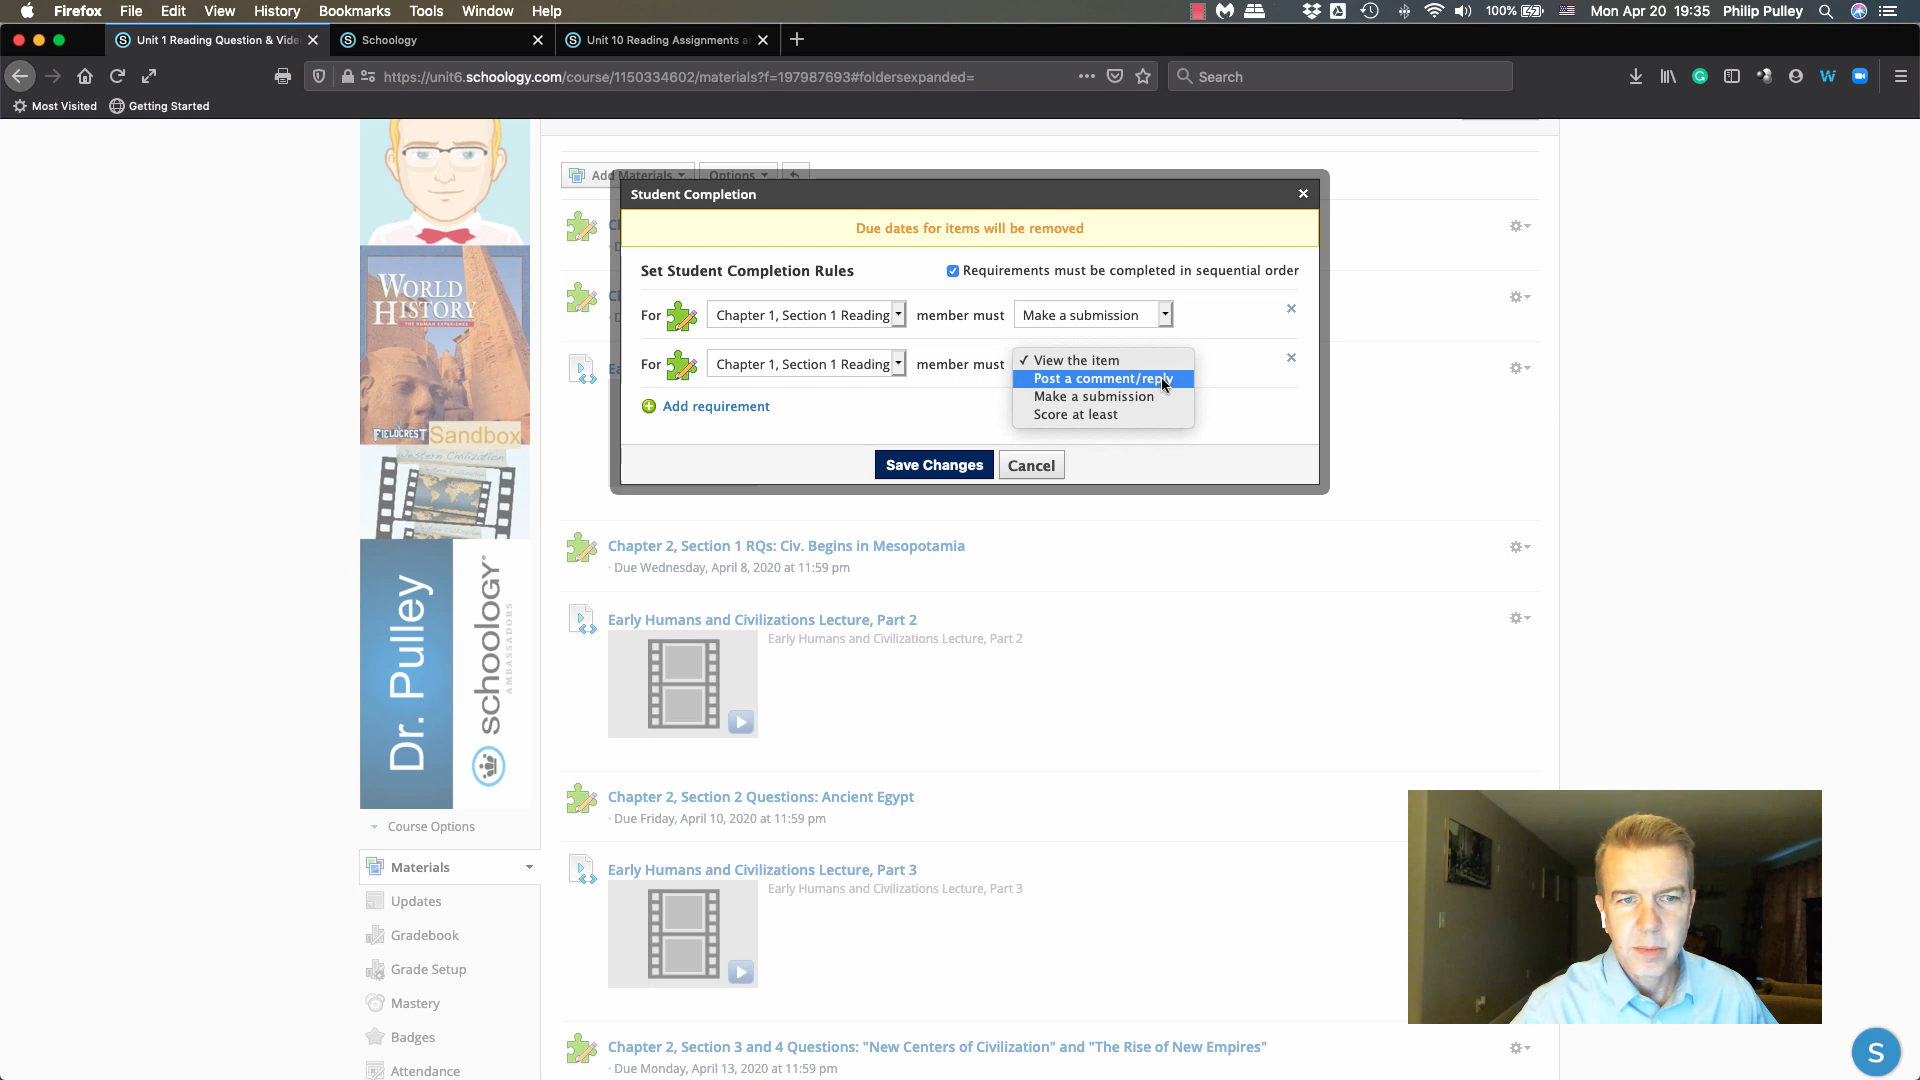 Firefox File Edit View History Bookmarks Tools Window Help 100% Mon Apr 20 19:35 Philip Pulley
Unit 1 Reading Question & Vide
Schoology
Unit 10 Reading Assignments a
https://unit6.schoology.com/course/1150334602/materials?f=197987693#foldersexpanded=
Search
Most Visited Getting Started
Add Materials Options
Student Completion
Due dates for items will be removed
Set Student Completion Rules
Requirements must be completed in sequential order
For Chapter 1, Section 1 Reading member must Make a submission
For Chapter 1, Section 1 Reading member must
View the item
Post a comment/reply
Make a submission
Score at least
Add requirement
Save Changes Cancel
WORLD
HISTORY
THE HUMAN EXPERIENCE
FIELDCREST Sandbox
Western Civilization
Dr. Pulley
schoology
AMBASSADORS
Course Options
Materials
Updates
Gradebook
Grade Setup
Mastery
Badges
Attendance
Chapter 2, Section 1 RQs: Civ. Begins in Mesopotamia
· Due Wednesday, April 8, 2020 at 11:59 pm
Early Humans and Civilizations Lecture, Part 2
Early Humans and Civilizations Lecture, Part 2
Chapter 2, Section 2 Questions: Ancient Egypt
· Due Friday, April 10, 2020 at 11:59 pm
Early Humans and Civilizations Lecture, Part 3
Early Humans and Civilizations Lecture, Part 3
Chapter 2, Section 3 and 4 Questions: "New Centers of Civilization" and "The Rise of New Empires"
· Due Monday, April 13, 2020 at 11:59 pm
S